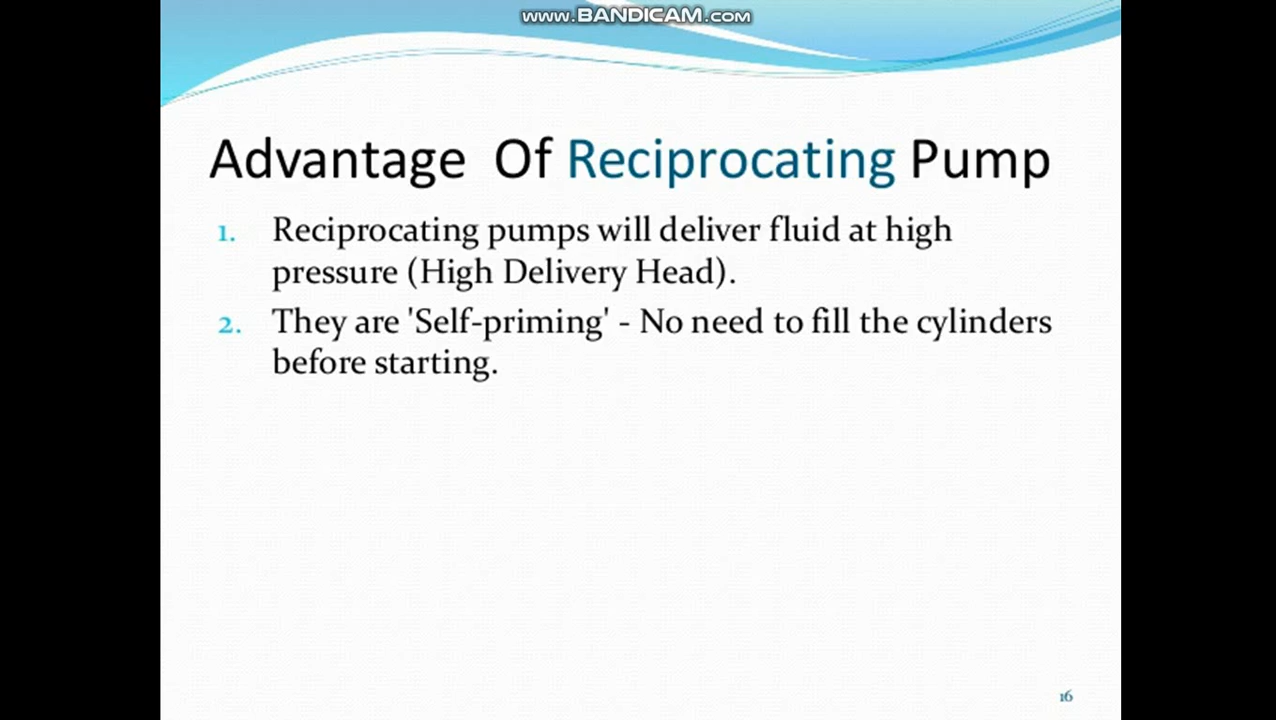 www.BANDICAM.com
Advantage Of Reciprocating Pump
1. Reciprocating pumps will deliver fluid at high
pressure (High Delivery Head).
2. They are 'Self-priming' - No need to fill the cylinders
before starting.
16